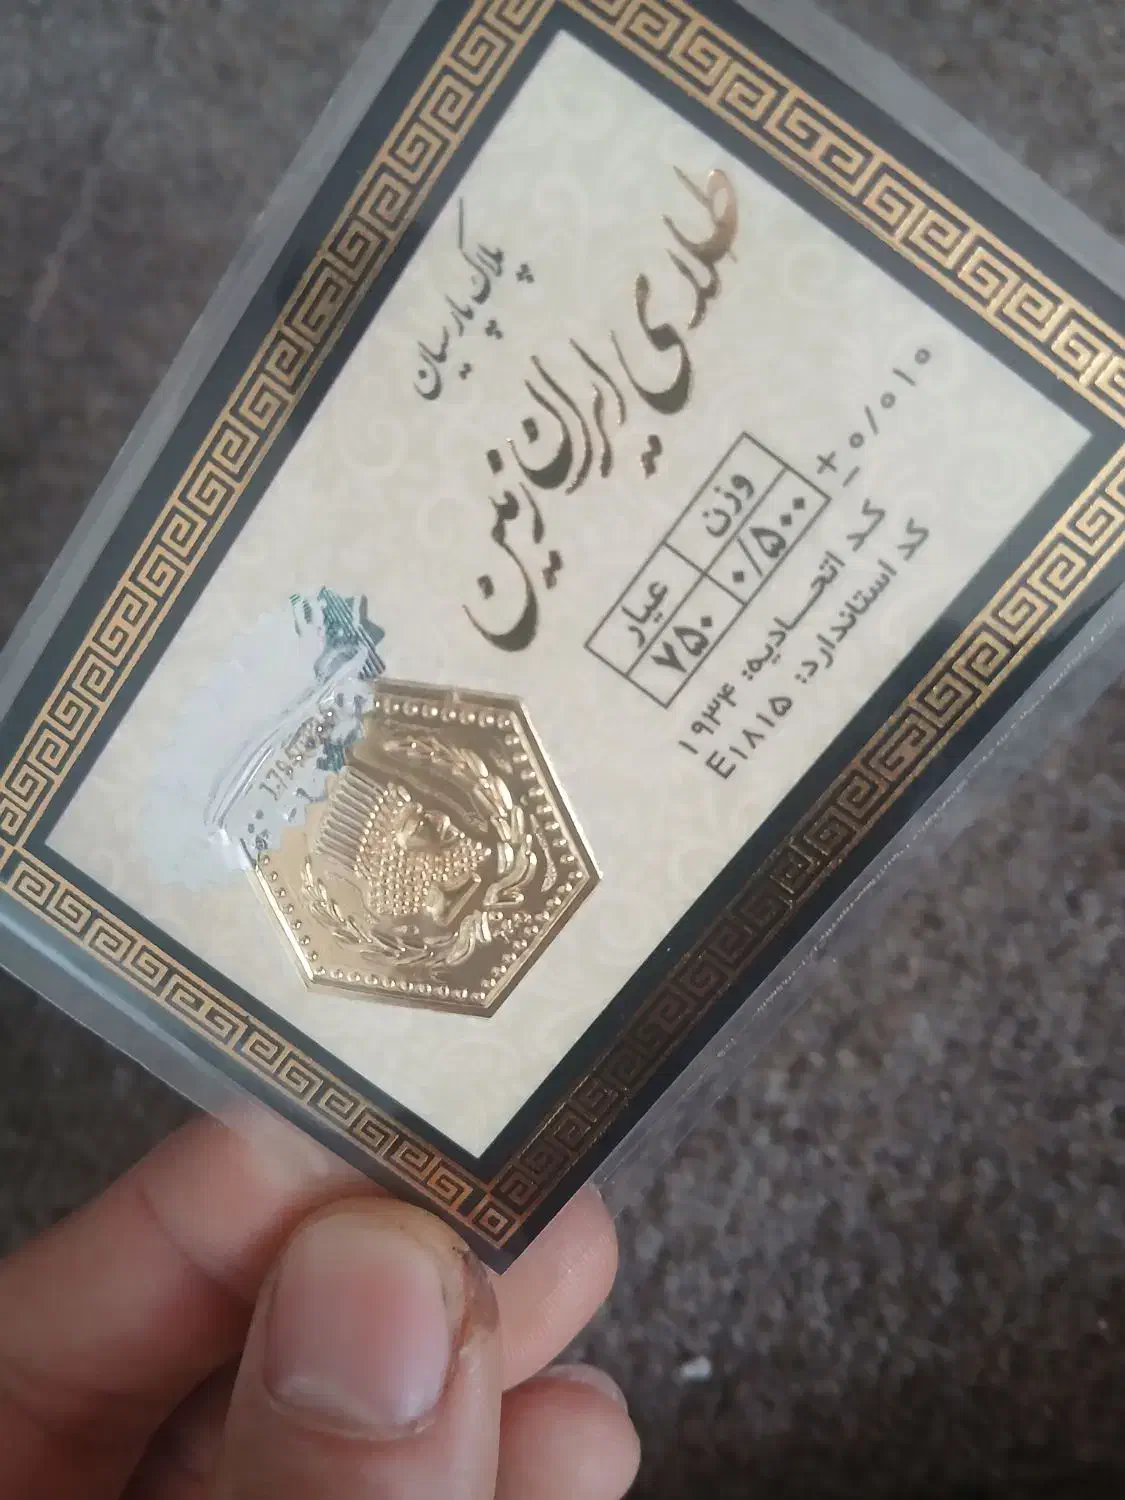 طلای ایران زمین
پلاک پارسیان
وزن عیار
۰/۵۰۰ ۷۵۰
±۰/۰۱۰
کد اتحادیه: ۱۹۳۴
کد استاندارد: E۱۸۱۵